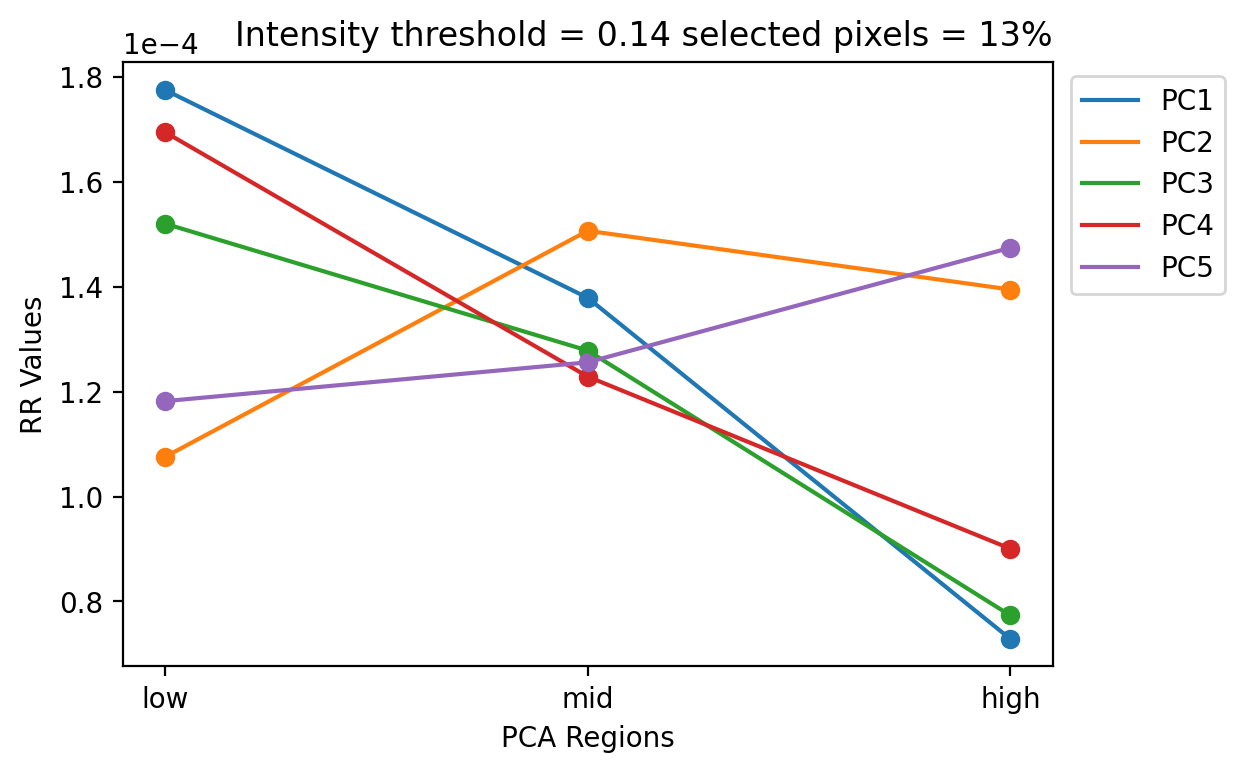 Intensity threshold = 0.14 selected pixels = 13%
1e−4
1.8
1.6
1.4
1.2
1.0
0.8
RR Values
low mid high
PCA Regions
PC1
PC2
PC3
PC4
PC5